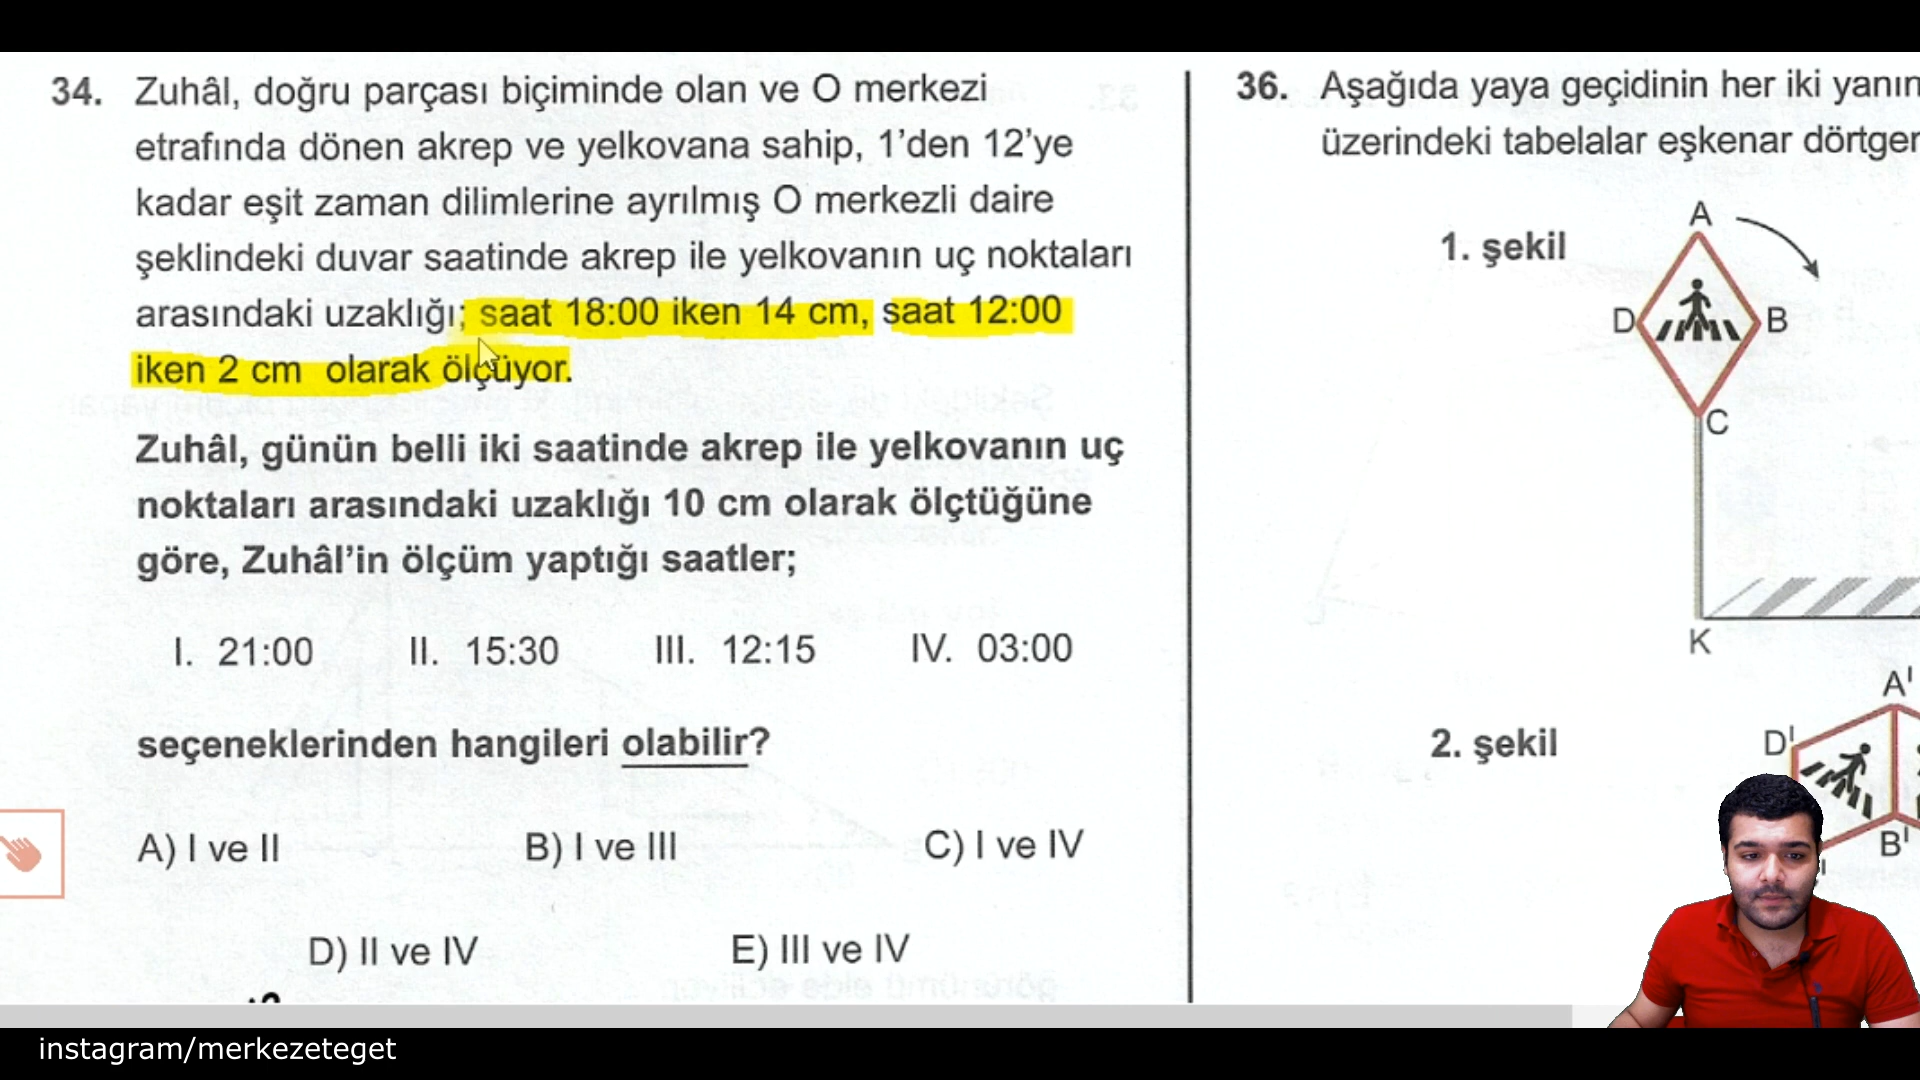 34. Zuhâl, doğru parçası biçiminde olan ve O merkezi
etrafında dönen akrep ve yelkovana sahip, 1’den 12’ye
kadar eşit zaman dilimlerine ayrılmış O merkezli daire
şeklindeki duvar saatinde akrep ile yelkovanın uç noktaları
arasındaki uzaklığı; saat 18:00 iken 14 cm, saat 12:00
iken 2 cm olarak ölçüyor.
Zuhâl, günün belli iki saatinde akrep ile yelkovanın uç
noktaları arasındaki uzaklığı 10 cm olarak ölçtüğüne
göre, Zuhâl’in ölçüm yaptığı saatler;
I. 21:00 II. 15:30 III. 12:15 IV. 03:00
seçeneklerinden hangileri olabilir?
A) I ve II B) I ve III C) I ve IV
D) II ve IV E) III ve IV
36. Aşağıda yaya geçidinin her iki
üzerindeki tabelalar eşkenar
1. şekil
A
D
B
C
K
2. şekil
A'
D'
B'
instagram/merkezeteget